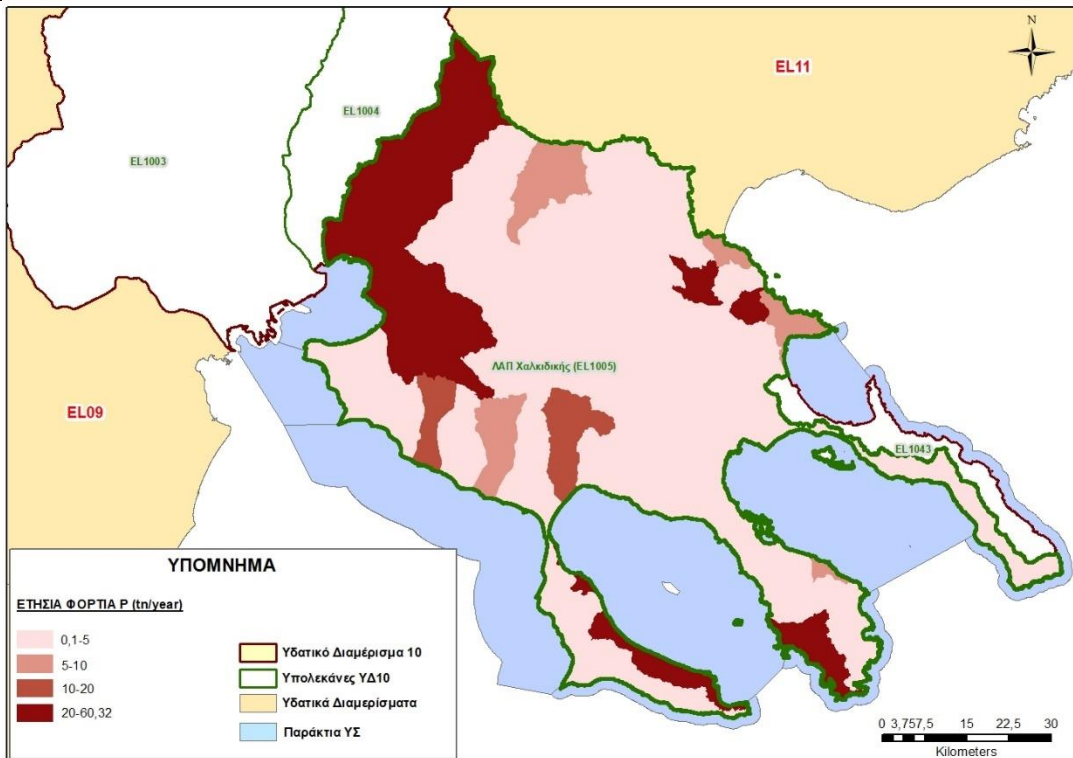 N
EL11
EL1004
EL1003
ΛΑΠ Χαλκιδικής (EL1005)
EL09
EL1043
ΥΠΟΜΝΗΜΑ
ΕΤΗΣΙΑ ΦΟΡΤΙΑ P (tn/year)
0,1-5
5-10
10-20
20-60,32
Υδατικό Διαμέρισμα 10
Υπολεκάνες ΥΔ10
Υδατικά Διαμερίσματα
Παράκτια ΥΣ
0 3,757,5 15 22,5 30
Kilometers